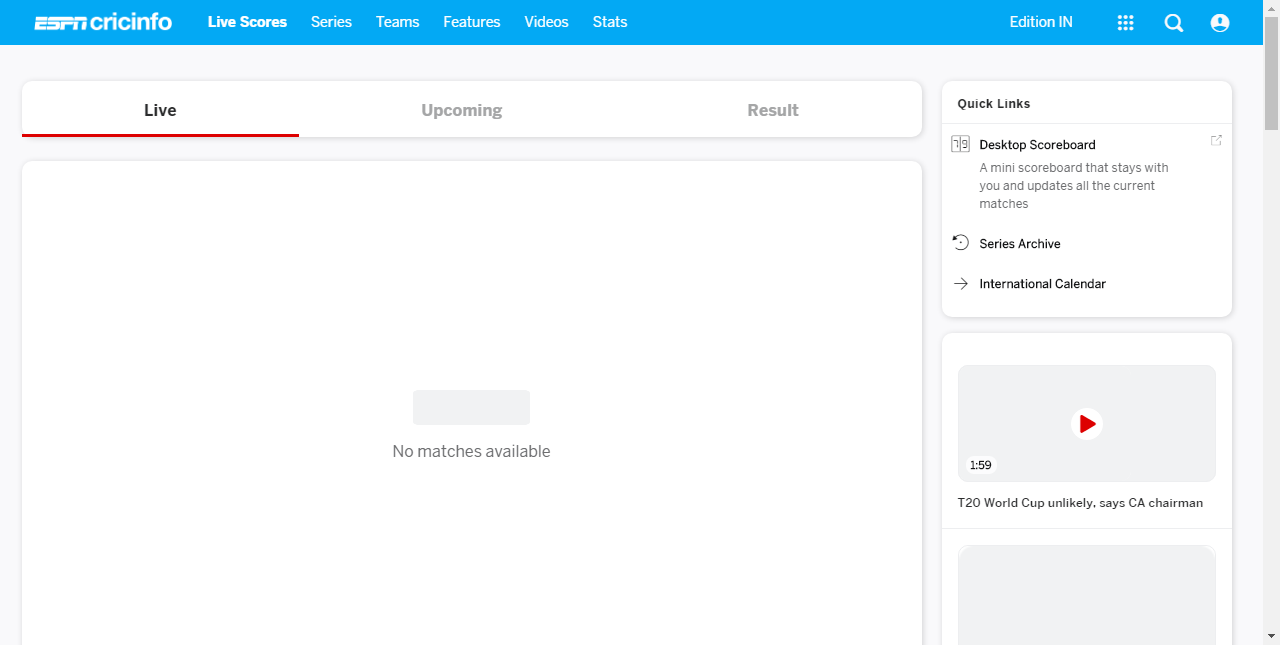 ESPN cricinfo Live Scores Series Teams Features Videos Stats Edition IN
Live Upcoming Result
No matches available
Quick Links
Desktop Scoreboard
A mini scoreboard that stays with
you and updates all the current
matches
Series Archive
International Calendar
1:59
T20 World Cup unlikely, says CA chairman